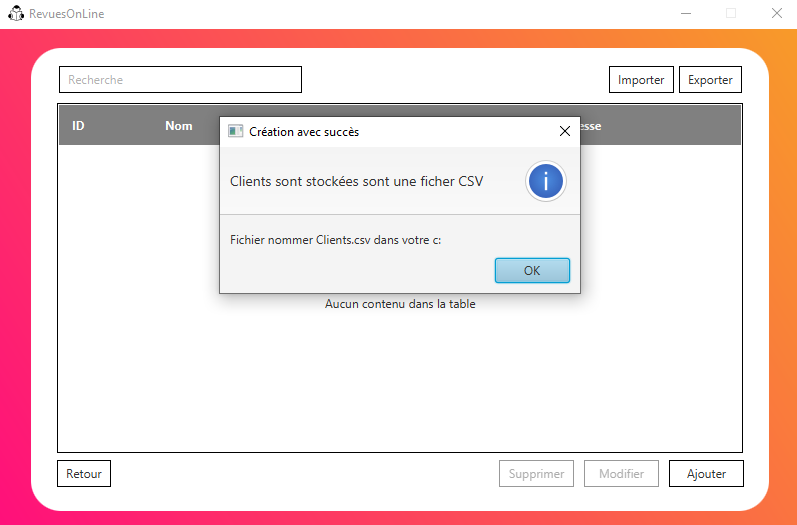 RevuesOnLine
Recherche
Importer
Exporter
ID
Nom
esse
Création avec succès
Clients sont stockées sont une ficher CSV
Fichier nommer Clients.csv dans votre c:
OK
Aucun contenu dans la table
Retour
Supprimer
Modifier
Ajouter